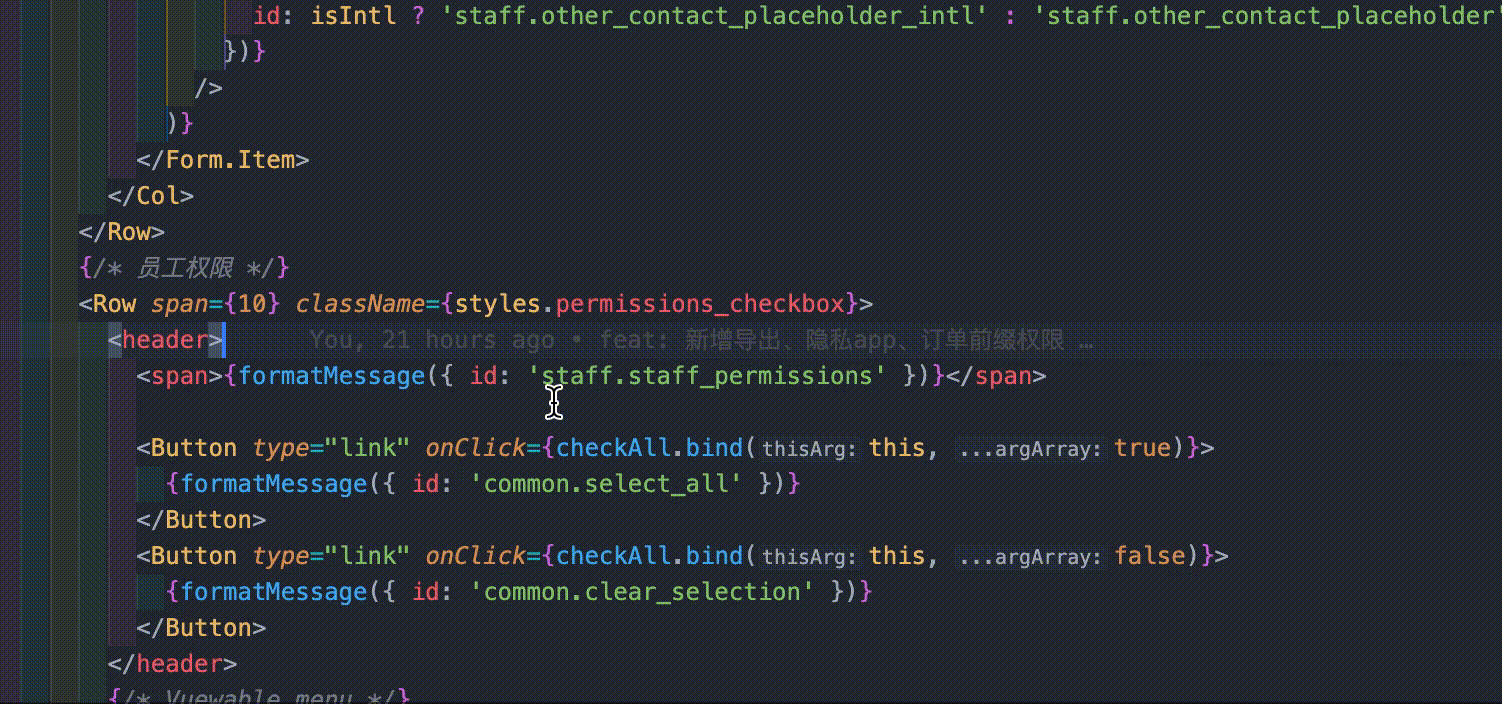 id: isIntl ? 'staff.other_contact_placeholder_intl' : 'staff.other_contact_placeholder'
})}
/>
)}
</Form.Item>
</Col>
</Row>
{/* 员工权限 */}
<Row span={10} className={styles.permissions_checkbox}>
<header> You, 21 hours ago • feat: 新增导出、隐私app、订单前缀权限 …
<span>{formatMessage({ id: 'staff.staff_permissions' })}</span>
<Button type="link" onClick={checkAll.bind(thisArg: this, ...argArray: true)}>
{formatMessage({ id: 'common.select_all' })}
</Button>
<Button type="link" onClick={checkAll.bind(thisArg: this, ...argArray: false)}>
{formatMessage({ id: 'common.clear_selection' })}
</Button>
</header>
{/* Vuewable menu */}